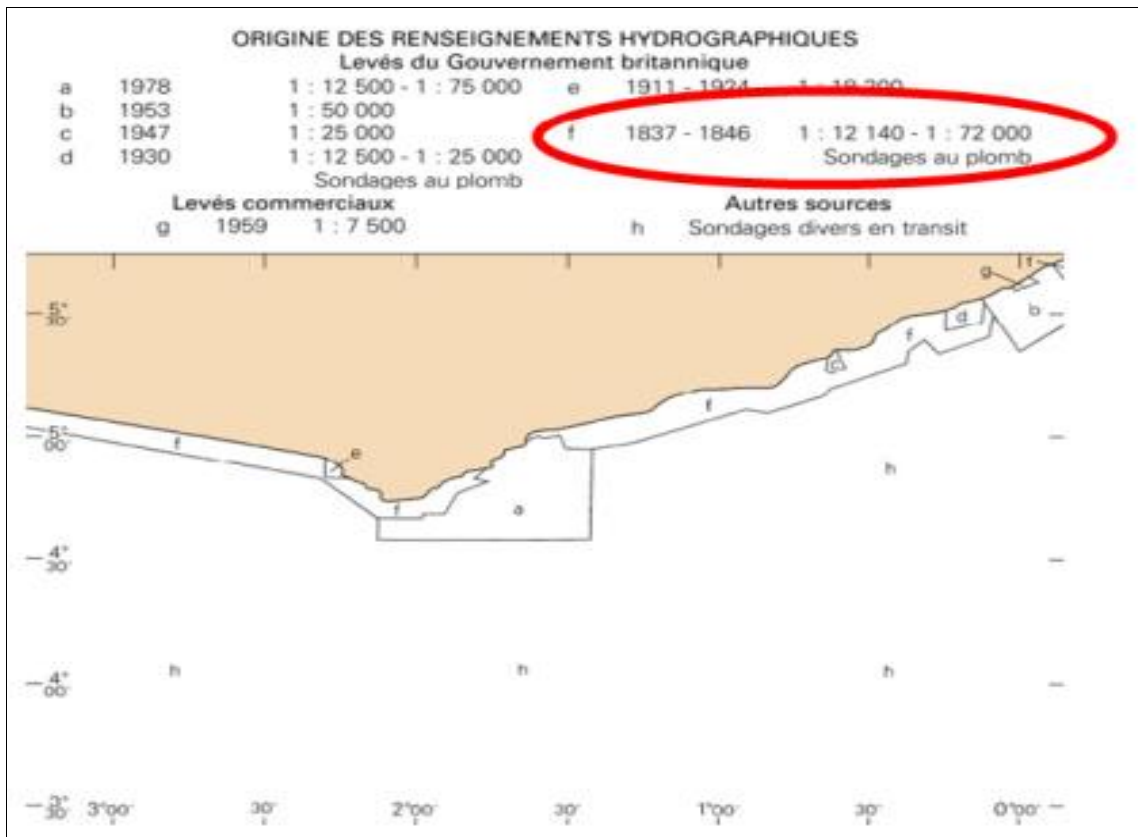 ORIGINE DES RENSEIGNEMENTS HYDROGRAPHIQUES
Levés du Gouvernement britannique
a 1978 1 : 12 500 - 1 : 75 000
b 1953 1 : 50 000
c 1947 1 : 25 000
d 1930 1 : 12 500 - 1 : 25 000
Sondages au plomb
e 1911 - 1924 1 : 18 200
f 1837 - 1846 1 : 12 140 - 1 : 72 000
Sondages au plomb
Levés commerciaux
g 1959 1 : 7 500
Autres sources
h Sondages divers en transit
g f
5° 30'
d b
f
c
f
5° 00'
f e
h
f a
4° 30'
h h h
4° 00'
3° 30' 3°00' 30' 2°00' 30' 1°00' 30' 0°00'